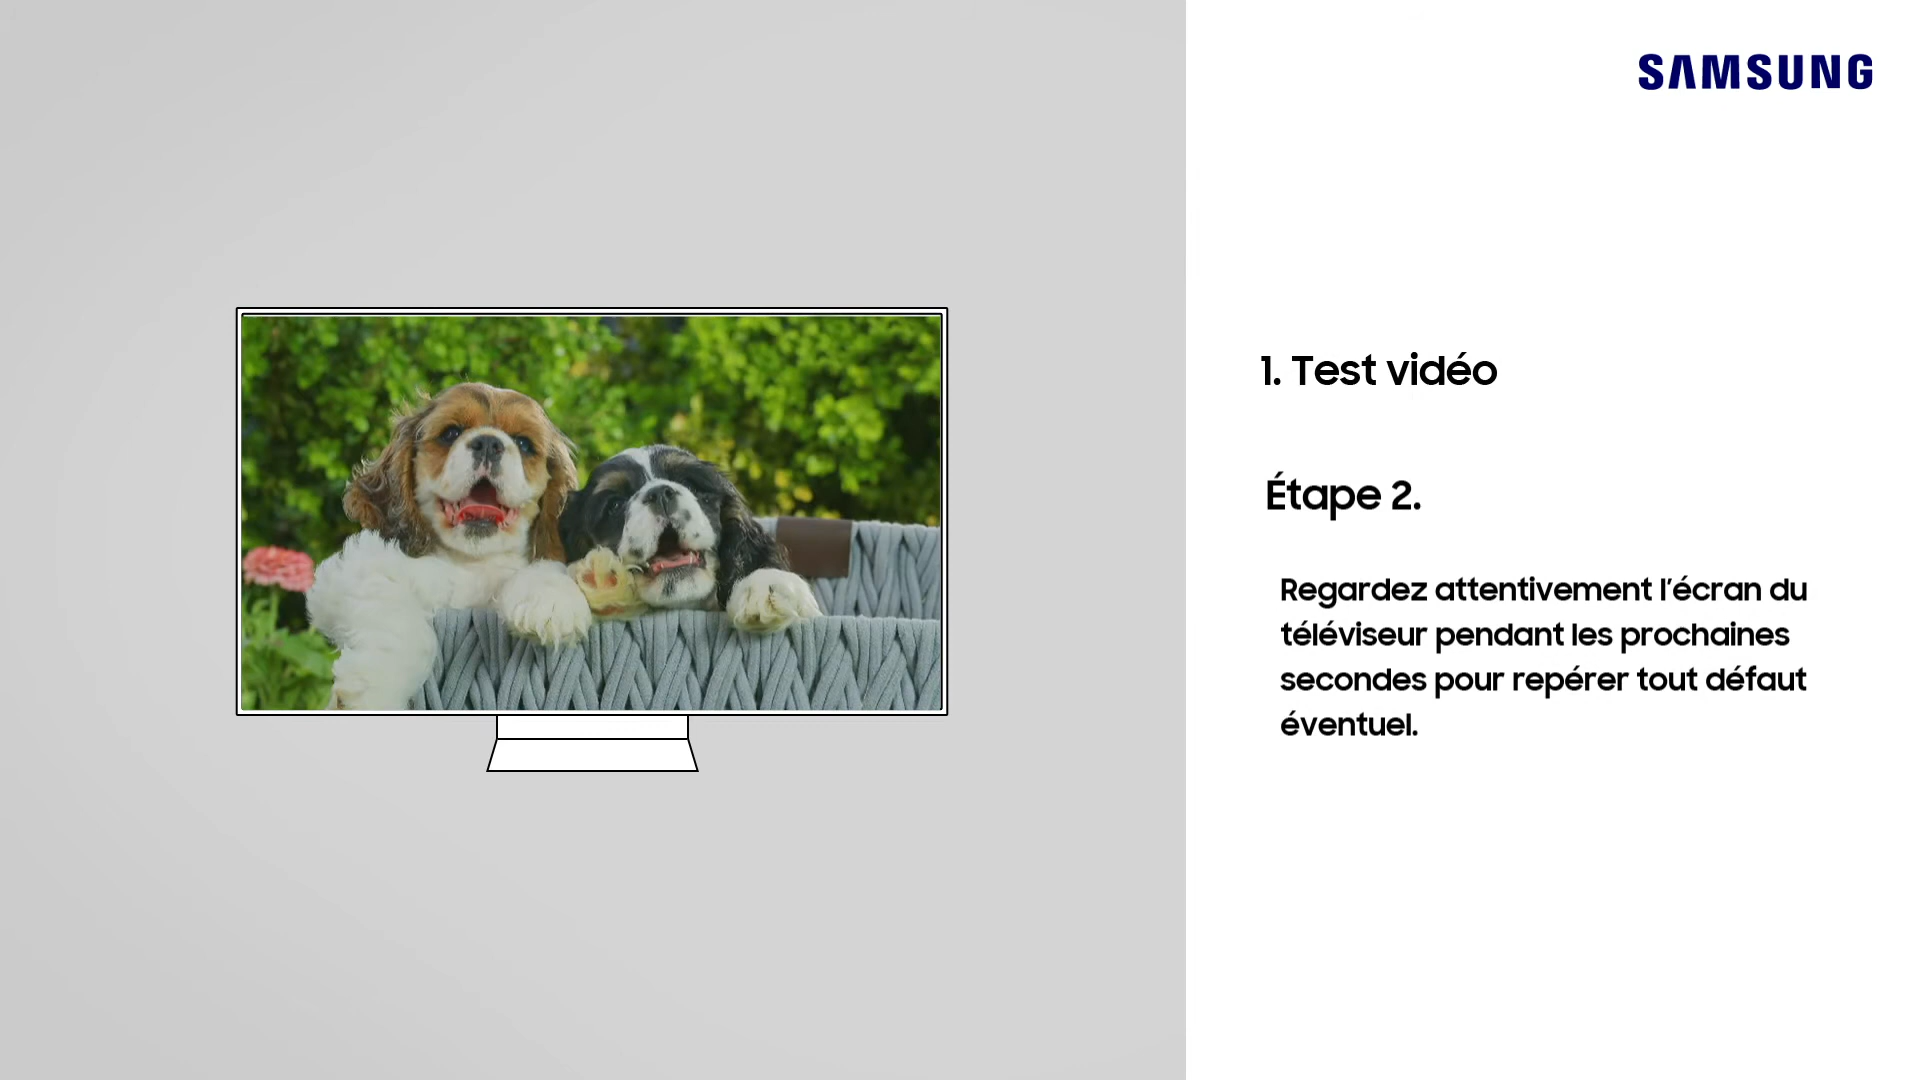 SAMSUNG
1. Test vidéo
Étape 2.
Regardez attentivement l'écran du
téléviseur pendant les prochaines
secondes pour repérer tout défaut
éventuel.